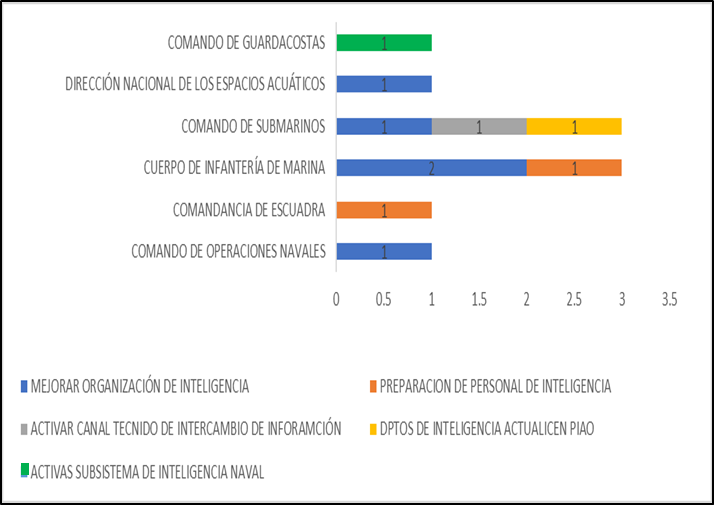 COMANDO DE GUARDACOSTAS 1
DIRECCIÓN NACIONAL DE LOS ESPACIOS ACUÁTICOS 1
COMANDO DE SUBMARINOS 1 1 1
CUERPO DE INFANTERÍA DE MARINA 2 1
COMANDANCIA DE ESCUADRA 1
COMANDO DE OPERACIONES NAVALES 1
0 0.5 1 1.5 2 2.5 3 3.5
MEJORAR ORGANIZACIÓN DE INTELIGENCIA PREPARACION DE PERSONAL DE INTELIGENCIA
ACTIVAR CANAL TECNIDO DE INTERCAMBIO DE INFORAMCIÓN DPTOS DE INTELIGENCIA ACTUALICEN PIAO
ACTIVAS SUBSISTEMA DE INTELIGENCIA NAVAL